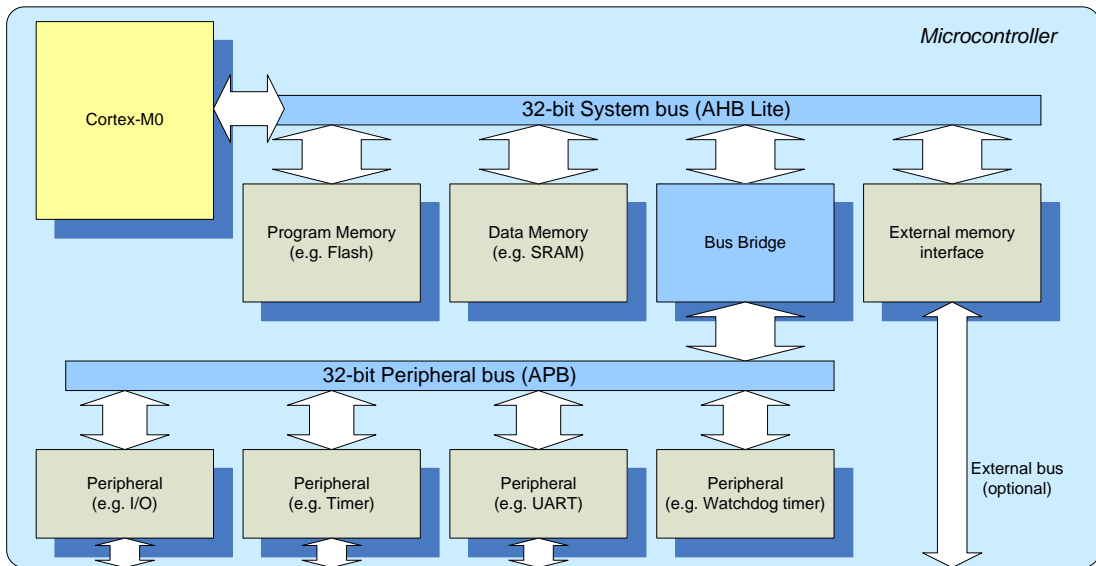 Microcontroller
Cortex-M0
32-bit System bus (AHB Lite)
Program Memory
(e.g. Flash)
Data Memory
(e.g. SRAM)
Bus Bridge
External memory
interface
32-bit Peripheral bus (APB)
Peripheral
(e.g. I/O)
Peripheral
(e.g. Timer)
Peripheral
(e.g. UART)
Peripheral
(e.g. Watchdog timer)
External bus
(optional)